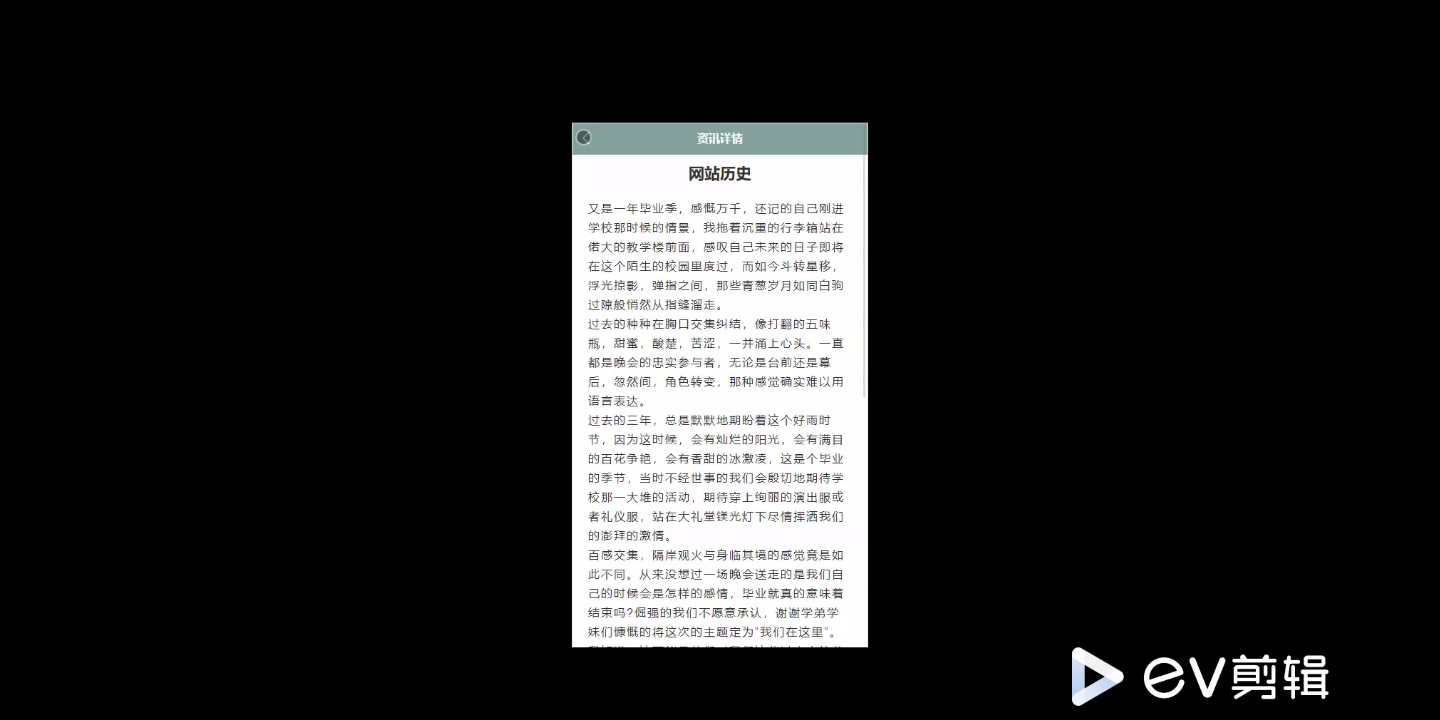 资讯详情
网站历史
又是一年毕业季，感慨万千，还记的自己刚进
学校那时候的情景，我拖着沉重的行李箱站在
偌大的教学楼前面，感叹自己未来的日子即将
在这个陌生的校园里度过，而如今斗转星移，
浮光掠影，弹指之间，那些青葱岁月如同白驹
过隙般悄然从指缝溜走。
过去的种种在胸口交集纠结，像打翻的五味
瓶，甜蜜，酸楚，苦涩，一并涌上心头。一直
都是晚会的忠实参与者，无论是台前还是幕
后，忽然间，角色转变，那种感觉确实难以用
语言表达。
过去的三年，总是默默地期盼着这个好雨时
节，因为这时候，会有灿烂的阳光，会有满目
的百花争艳，会有香甜的冰激凌，这是个毕业
的季节，当时不经世事的我们会殷切地期待学
校那一大堆的活动，期待穿上绚丽的演出服或
者礼仪服，站在大礼堂镁光灯下尽情挥洒我们
的澎拜的激情。
百感交集，隔岸观火与身临其境的感觉竟是如
此不同。从来没想过一场晚会送走的是我们自
己的时候会是怎样的感情，毕业就真的意味着
结束吗?倔强的我们不愿意承认，谢谢学弟学
妹们慷慨的将这次的主题定为“我们在这里”。
ev剪辑